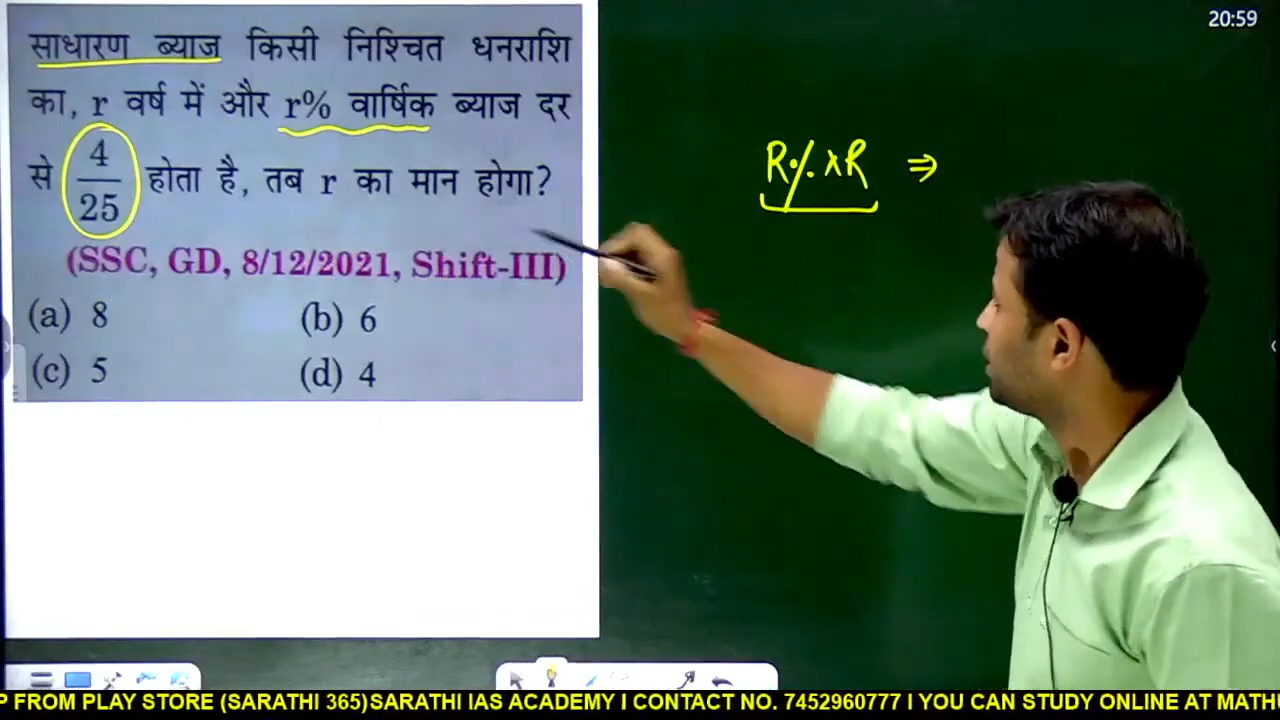 20:59
साधारण ब्याज किसी निश्चित धनराशि
का, r वर्ष में और r% वार्षिक ब्याज दर
से 4/25 होता है, तब r का मान होगा?
(SSC, GD, 8/12/2021, Shift-III)
(a) 8 (b) 6
(c) 5 (d) 4
R% × R ⇒
P FROM PLAY STORE (SARATHI 365)SARATHI IAS ACADEMY I CONTACT NO. 7452960777 I YOU CAN STUDY ONLINE AT MATH